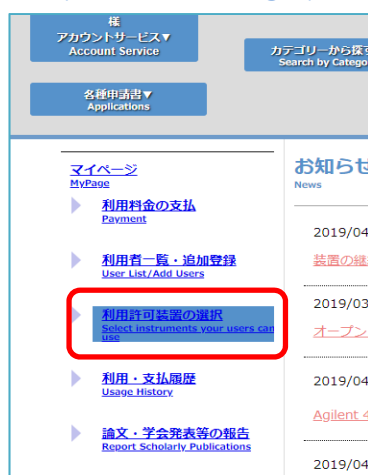 様
アカウントサービス▼
Account Service
カテゴリーから探す
Search by Catego
各種申請書▼
Applications
マイページ
MyPage
利用料金の支払
Payment
利用者一覧・追加登録
User List/Add Users
利用許可装置の選択
Select instruments your users can
use
利用・支払履歴
Usage History
論文・学会発表等の報告
Report Scholarly Publications
お知らせ
News
2019/04
装置の継
2019/03
オープン
2019/04
Agilent 4
2019/04